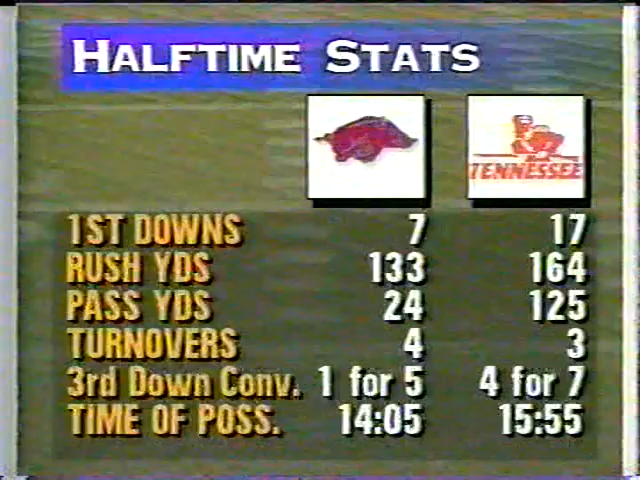 HALFTIME STATS
TENNESSEE
1ST DOWNS 7 17
RUSH YDS 133 164
PASS YDS 24 125
TURNOVERS 4 3
3rd Down Conv. 1 for 5 4 for 7
TIME OF POSS. 14:05 15:55